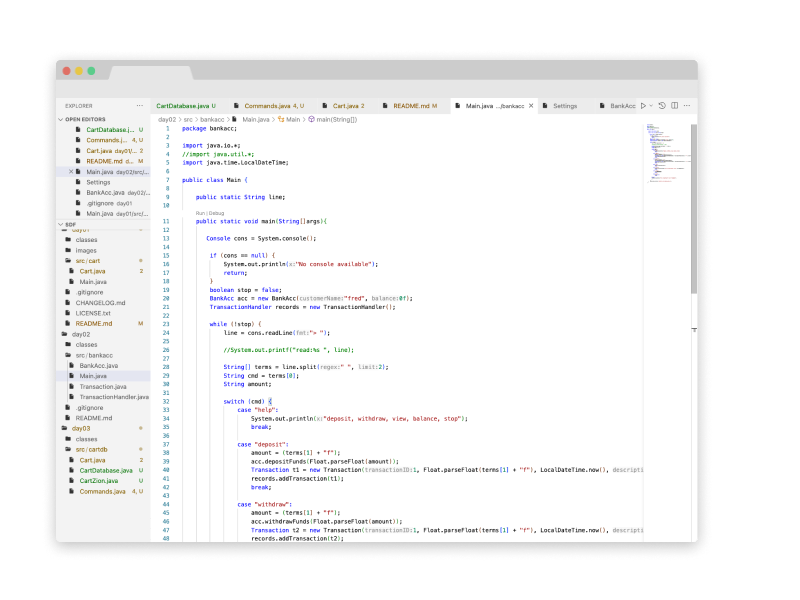 EXPLORER
···
CartDatabase.java U
Commands.java 4, U
Cart.java 2
README.md M
Main.java .../bankacc
Settings
BankAcc
OPEN EDITORS
day02 > src > bankacc > Main.java > Main > main(String[])
CartDatabase.j... U
Commands.j... 4, U
Cart.java day01/... 2
README.md d... M
Main.java day02/src/...
Settings
BankAcc.java day02/...
.gitignore day01
Main.java day01/src/...
SDF
day01
classes
images
src/cart
Cart.java 2
Main.java
.gitignore
CHANGELOG.md
LICENSE.txt
README.md M
day02
classes
src/bankacc
BankAcc.java
Main.java
Transaction.java
TransactionHandler.java
.gitignore
README.md
day03
classes
src/cartdb
Cart.java 2
CartDatabase.java U
CartZion.java U
Commands.java 4, U
1 package bankacc;
2
3 import java.io.*;
4 //import java.util.*;
5 import java.time.LocalDateTime;
6
7 public class Main {
8
9 public static String line;
10
Run | Debug
11 public static void main(String[]args){
12
13 Console cons = System.console();
14
15 if (cons == null) {
16 System.out.println(x:"No console available");
17 return;
18 }
19 boolean stop = false;
20 BankAcc acc = new BankAcc(customerName:"fred", balance:0f);
21 TransactionHandler records = new TransactionHandler();
22
23 while (!stop) {
24 line = cons.readLine(fmt:"> ");
25
26 //System.out.printf("read:%s ", line);
27
28 String[] terms = line.split(regex:" ", limit:2);
29 String cmd = terms[0];
30 String amount;
31
32 switch (cmd) {
33 case "help":
34 System.out.println(x:"deposit, withdraw, view, balance, stop");
35 break;
36
37 case "deposit":
38 amount = (terms[1] + "f");
39 acc.depositFunds(Float.parseFloat(amount));
40 Transaction t1 = new Transaction(transactionID:1, Float.parseFloat(terms[1] + "f"), LocalDateTime.now(), descripti
41 records.addTransaction(t1);
42 break;
43
44 case "withdraw":
45 amount = (terms[1] + "f");
46 acc.withdrawFunds(Float.parseFloat(amount));
47 Transaction t2 = new Transaction(transactionID:1, Float.parseFloat(terms[1] + "f"), LocalDateTime.now(), descripti
48 records.addTransaction(t2);